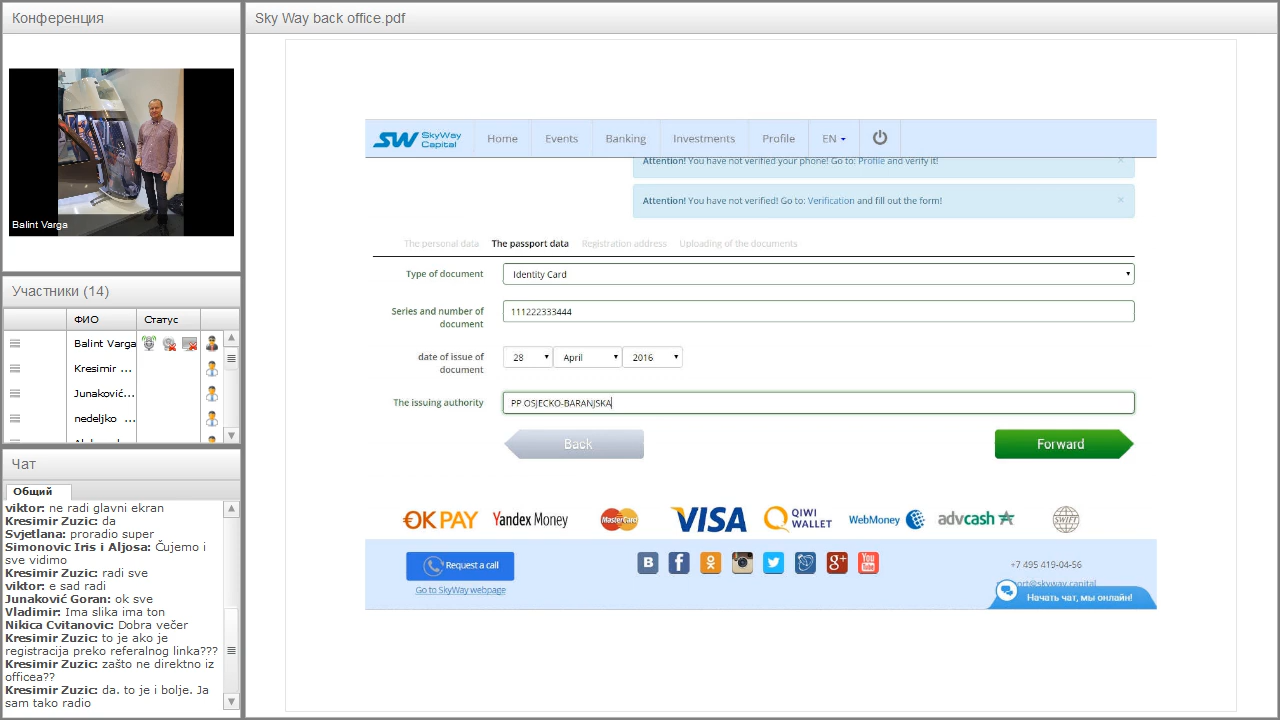 Конференция
Balint Varga
Участники (14)
ФИО
Статус
Balint Varga
Kresimir ...
Junaković...
nedeljko ...
Чат
Общий
viktor: ne radi glavni ekran
Kresimir Zuzic: da
Svjetlana: proradio super
Simonovic Iris i Aljosa: Čujemo i
sve vidimo
Kresimir Zuzic: radi sve
viktor: e sad radi
Junaković Goran: ok sve
Vladimir: Ima slika ima ton
Nikica Cvitanovic: Dobra večer
Kresimir Zuzic: to je ako je
registracija preko referalnog linka???
Kresimir Zuzic: zašto ne direktno iz
officea??
Kresimir Zuzic: da. to je i bolje. Ja
sam tako radio
Sky Way back office.pdf
SW SkyWay Capital
Home
Events
Banking
Investments
Profile
EN
Attention! You have not verified your phone! Go to: Profile and verify it!
×
Attention! You have not verified! Go to: Verification and fill out the form!
×
The personal data
The passport data
Registration address
Uploading of the documents
Type of document
Identity Card
Series and number of
document
111222333444
date of issue of
document
28
April
2016
The issuing authority
PP OSJECKO-BARANJSKA
Back
Forward
OK PAY
Yandex Money
MasterCard
VISA
QIWI WALLET
WebMoney
advcash
SWIFT
Request a call
Go to SkyWay webpage
+7 495 419-04-56
Начать чат, мы онлайн!